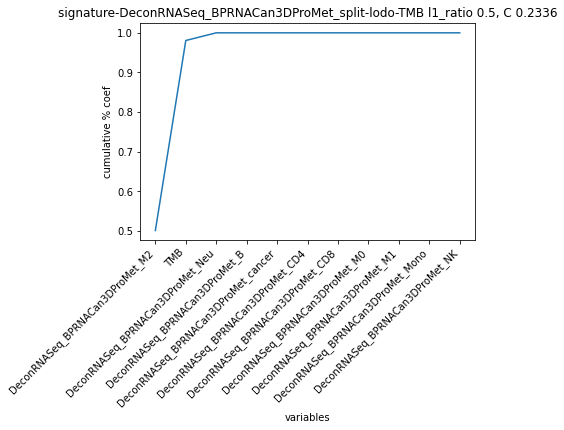 signature-DeconRNASeq_BPRNACan3DProMet_split-lodo-TMB l1_ratio 0.5, C 0.2336
1.0
0.9
0.8
0.7
0.6
0.5
cumulative % coef
DeconRNASeq_BPRNACan3DProMet_M2
TMB
DeconRNASeq_BPRNACan3DProMet_Neu
DeconRNASeq_BPRNACan3DProMet_B
DeconRNASeq_BPRNACan3DProMet_cancer
DeconRNASeq_BPRNACan3DProMet_CD4
DeconRNASeq_BPRNACan3DProMet_CD8
DeconRNASeq_BPRNACan3DProMet_M0
DeconRNASeq_BPRNACan3DProMet_M1
DeconRNASeq_BPRNACan3DProMet_Mono
DeconRNASeq_BPRNACan3DProMet_NK
variables